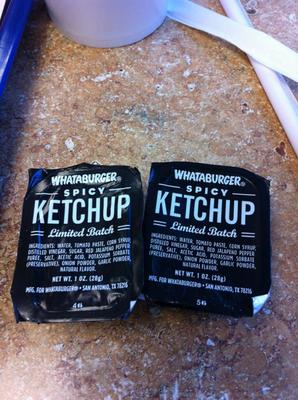 WHATABURGER®
SPICY
KETCHUP
Limited Batch
INGREDIENTS: WATER, TOMATO PASTE, CORN SYRUP,
DISTILLED VINEGAR, SUGAR, RED JALAPENO PEPPER
PUREE, SALT, ACETIC ACID, POTASSIUM SORBATE
(PRESERVATIVE), ONION POWDER, GARLIC POWDER,
NATURAL FLAVOR.
NET WT. 1 OZ. (28g)
MFG. FOR WHATABURGER® • SAN ANTONIO, TX 78216
46
WHATABURGER®
SPICY
KETCHUP
Limited Batch
INGREDIENTS: WATER, TOMATO PASTE, CORN SYRUP,
DISTILLED VINEGAR, SUGAR, RED JALAPENO PEPPER
PUREE, SALT, ACETIC ACID, POTASSIUM SORBATE
(PRESERVATIVE), ONION POWDER, GARLIC POWDER,
NATURAL FLAVOR.
NET WT. 1 OZ. (28g)
MFG. FOR WHATABURGER® • SAN ANTONIO, TX 78216
56